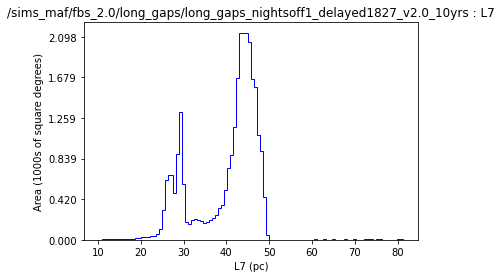 /sims_maf/fbs_2.0/long_gaps/long_gaps_nightsoff1_delayed1827_v2.0_10yrs : L7
2.098
1.679
1.259
0.839
0.420
0.000
Area (1000s of square degrees)
10 20 30 40 50 60 70 80
L7 (pc)